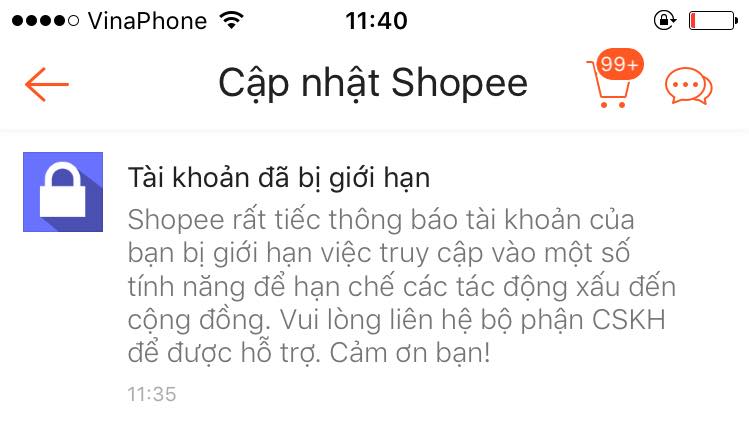 VinaPhone 11:40
Cập nhật Shopee 99+
Tài khoản đã bị giới hạn
Shopee rất tiếc thông báo tài khoản của
bạn bị giới hạn việc truy cập vào một số
tính năng để hạn chế các tác động xấu đến
cộng đồng. Vui lòng liên hệ bộ phận CSKH
để được hỗ trợ. Cảm ơn bạn!
11:35